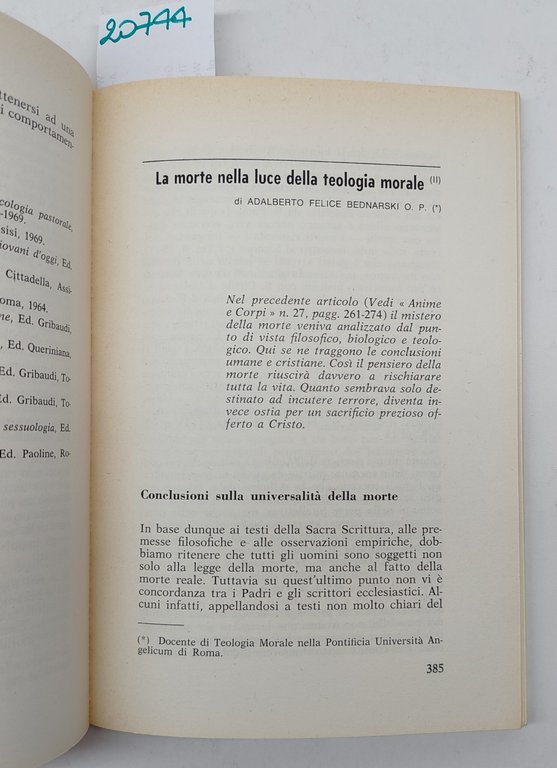 20744
ttenersi ad una
i comportamen-
cologia pastorale,
-1969.
sisi, 1969.
iovani d'oggi, Ed.
Cittadella, Assi-
oma, 1964.
ne, Ed. Gribaudi,
, Ed. Queriniana,
Ed. Gribaudi, To-
Ed. Gribaudi, To-
sessuologia, Ed.
Ed. Paoline, Ro-
La morte nella luce della teologia morale (II)
di ADALBERTO FELICE BEDNARSKI O. P. (*)
Nel precedente articolo (Vedi « Anime
e Corpi » n. 27, pagg. 261-274) il mistero
della morte veniva analizzato dal pun-
to di vista filosofico, biologico e teolo-
gico. Qui se ne traggono le conclusioni
umane e cristiane. Così il pensiero della
morte riuscirà davvero a rischiarare
tutta la vita. Quanto sembrava solo de-
stinato ad incutere terrore, diventa in-
vece ostia per un sacrificio prezioso of-
ferto a Cristo.
Conclusioni sulla universalità della morte
In base dunque ai testi della Sacra Scrittura, alle pre-
messe filosofiche e alle osservazioni empiriche, dob-
biamo ritenere che tutti gli uomini sono soggetti non
solo alla legge della morte, ma anche al fatto della
morte reale. Tuttavia su quest'ultimo punto non vi è
concordanza tra i Padri e gli scrittori ecclesiastici. Al-
cuni infatti, appellandosi a testi non molto chiari del
(*) Docente di Teologia Morale nella Pontificia Università An-
gelicum di Roma.
385